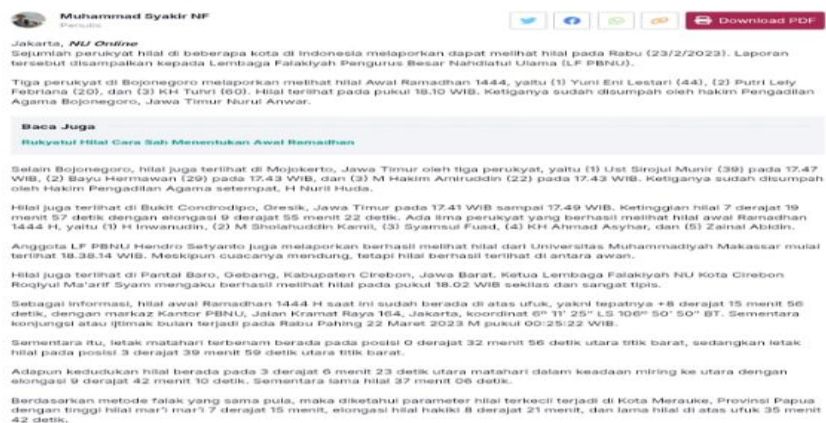 Muhammad Syakir NF
Penulis
Download PDF
Jakarta, NU Online
Sejumlah perukyat hilal di beberapa kota di Indonesia melaporkan dapat melihat hilal pada Rabu (23/2/2023). Laporan
tersebut disampaikan kepada Lembaga Falakiyah Pengurus Besar Nahdlatul Ulama (LF PBNU).
Tiga perukyat di Bojonegoro melaporkan melihat hilal Awal Ramadhan 1444, yaitu (1) Yuni Eni Lestari (44), (2) Putri Lely
Febriana (20), dan (3) KH Tuhri (60). Hilal terlihat pada pukul 18.10 WIB. Ketiganya sudah disumpah oleh hakim Pengadilan
Agama Bojonegoro, Jawa Timur Nurul Anwar.
Baca Juga
Rukyatul Hilal Cara Sah Menentukan Awal Ramadhan
Selain Bojonegoro, hilal juga terlihat di Mojokerto, Jawa Timur oleh tiga perukyat, yaitu (1) Ust Sirojul Munir (39) pada 17.47
WIB, (2) Bayu Hermawan (29) pada 17.43 WIB, dan (3) M Hakim Amiruddin (22) pada 17.43 WIB. Ketiganya sudah disumpah
oleh Hakim Pengadilan Agama setempat, H Nuril Huda.
Hilal juga terlihat di Bukit Condrodipo, Gresik, Jawa Timur pada 17.41 WIB sampai 17.49 WIB. Ketinggian hilal 7 derajat 19
menit 57 detik dengan elongasi 9 derajat 55 menit 22 detik. Ada lima perukyat yang berhasil melihat hilal awal Ramadhan
1444 H, yaitu (1) H Inwanudin, (2) M Sholahuddin Kamil, (3) Syamsul Fuad, (4) KH Ahmad Asyhar, dan (5) Zainal Abidin.
Anggota LF PBNU Hendro Setyanto juga melaporkan berhasil melihat hilal dari Universitas Muhammadiyah Makassar mulai
terlihat 18.38.14 WIB. Meskipun cuacanya mendung, tetapi hilal berhasil terlihat di antara awan.
Hilal juga terlihat di Pantai Baro, Gebang, Kabupaten Cirebon, Jawa Barat. Ketua Lembaga Falakiyah NU Kota Cirebon
Roqiyul Ma'arif Syam mengaku berhasil melihat hilal pada pukul 18.02 WIB sekilas dan sangat tipis.
Sebagai informasi, hilal awal Ramadhan 1444 H saat ini sudah berada di atas ufuk, yakni tepatnya +8 derajat 15 menit 56
detik, dengan markaz Kantor PBNU, Jalan Kramat Raya 164, Jakarta, koordinat 6º 11' 25" LS 106º 50' 50" BT. Sementara
konjungsi atau ijtimak bulan terjadi pada Rabu Pahing 22 Maret 2023 M pukul 00:25:22 WIB.
Sementara itu, letak matahari terbenam berada pada posisi 0 derajat 32 menit 56 detik utara titik barat, sedangkan letak
hilal pada posisi 3 derajat 39 menit 59 detik utara titik barat.
Adapun kedudukan hilal berada pada 3 derajat 6 menit 23 detik utara matahari dalam keadaan miring ke utara dengan
elongasi 9 derajat 42 menit 10 detik. Sementara lama hilal 37 menit 06 detik.
Berdasarkan metode falak yang sama pula, maka diketahui parameter hilal terkecil terjadi di Kota Merauke, Provinsi Papua
dengan tinggi hilal mar'i mar'i 7 derajat 15 menit, elongasi hilal hakiki 8 derajat 21 menit, dan lama hilal di atas ufuk 35 menit
42 detik.